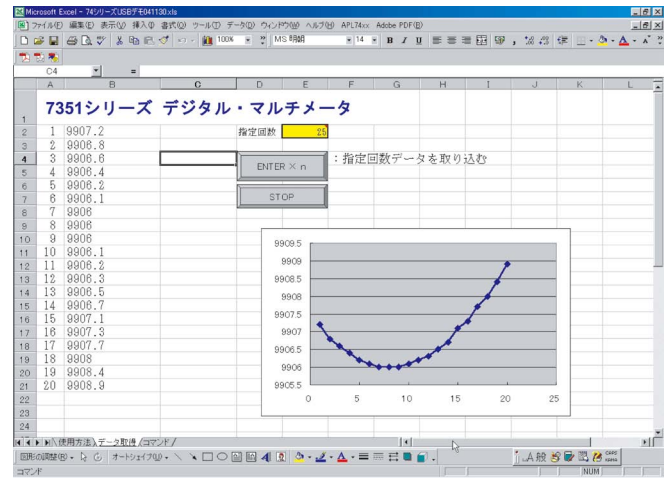 Microsoft Excel - 74シリーズUSBデモ041130.xls
ファイル(F) 編集(E) 表示(V) 挿入(I) 書式(O) ツール(T) データ(D) ウィンドウ(W) ヘルプ(H) APL74xx Adobe PDF(B)
100% MS 明朝 14 B I U
C4 =
A B C D E F G H I J K L
1 7351シリーズ デジタル・マルチメータ
2 1 9907.2 指定回数 25
3 2 9906.8
4 3 9906.6 ENTER × n :指定回数データを取り込む
5 4 9906.4
6 5 9906.2
7 6 9906.1 STOP
8 7 9906
9 8 9906
10 9 9906
11 10 9906.1
12 11 9906.2
13 12 9906.3
14 13 9906.5
15 14 9906.7
16 15 9907.1
17 16 9907.3
18 17 9907.7
19 18 9908
20 19 9908.4
21 20 9908.9
22
23
24
9909.5
9909
9908.5
9908
9907.5
9907
9906.5
9906
9905.5
0 5 10 15 20 25
使用方法 データ取得 コマンド
図形の調整(R) オートシェイプ(U) A 般
コマンド NUM